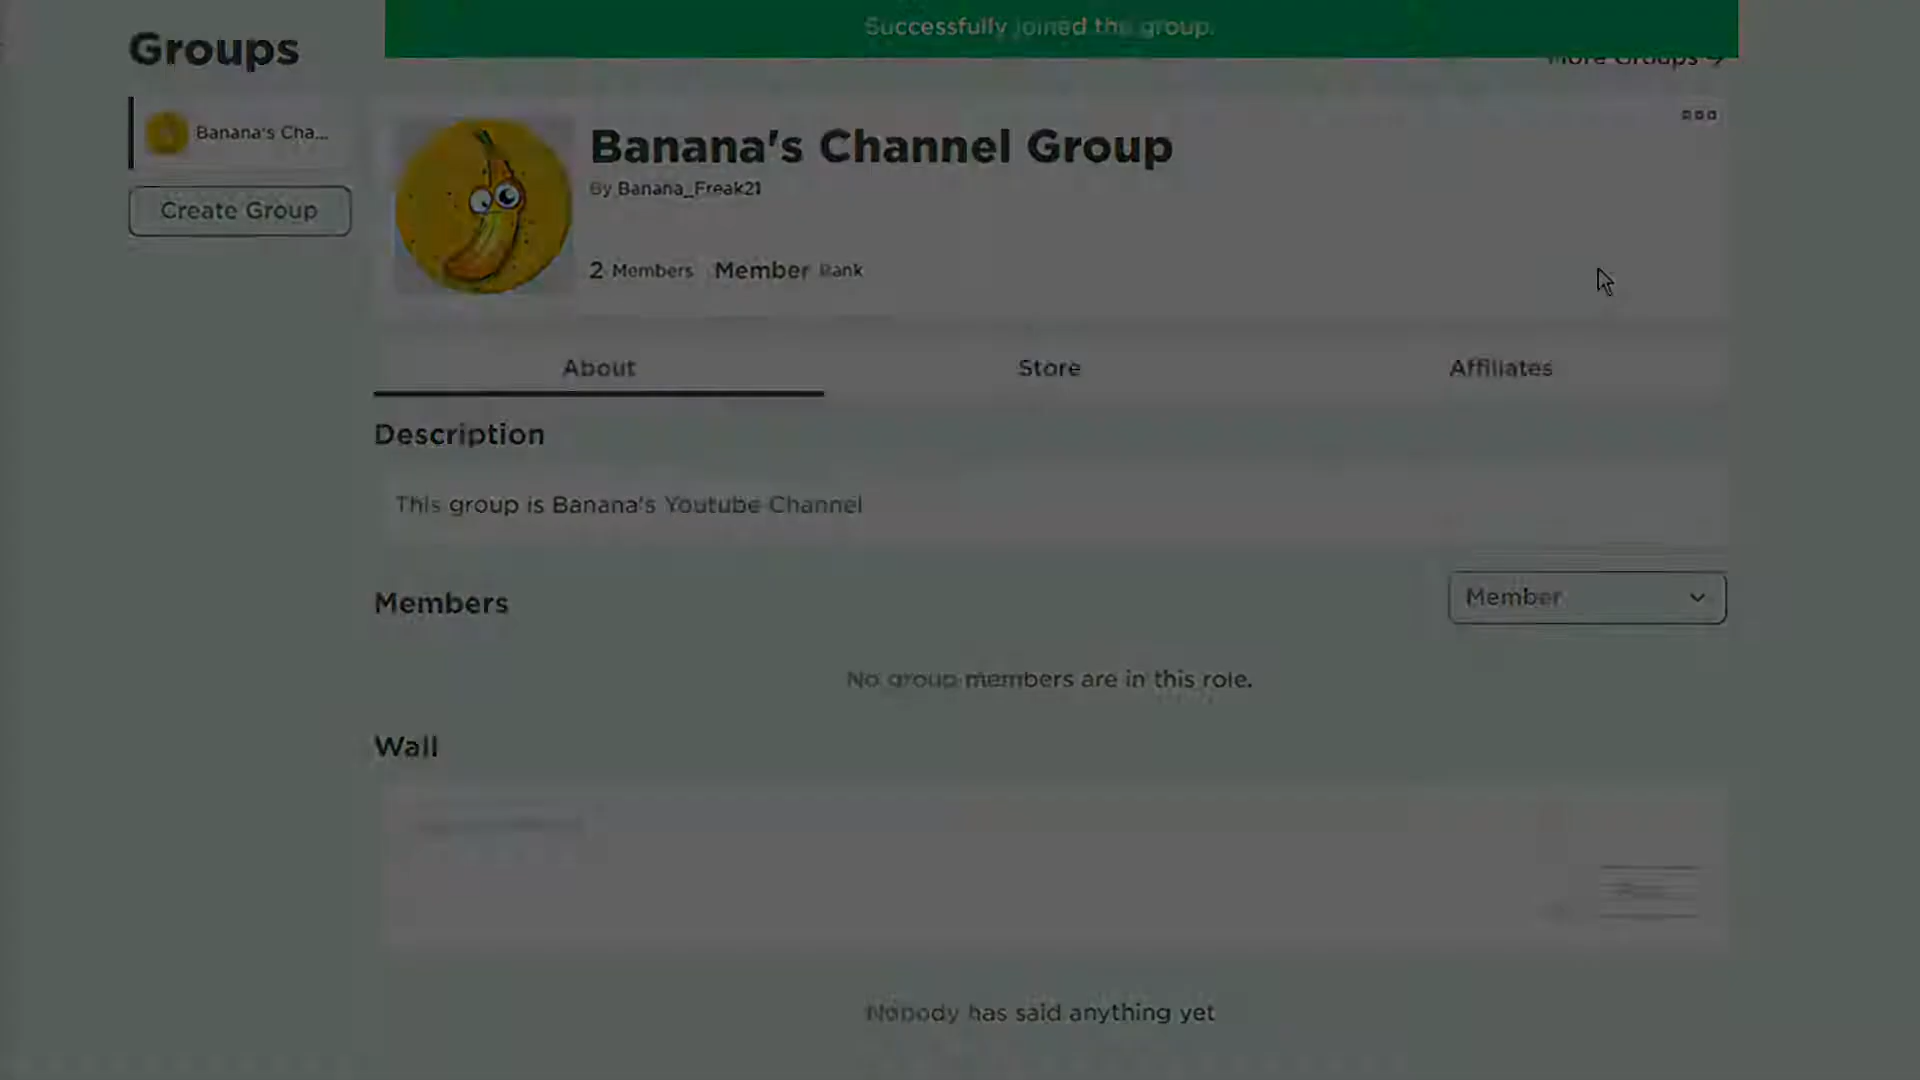 Successfully joined the group.
Groups
More Groups
Banana's Cha...
Create Group
Banana's Channel Group
By Banana_Freak21
2 Members Member Rank
About
Store
Affiliates
Description
This group is Banana's Youtube Channel
Members
Member
No group members are in this role.
Wall
Nobody has said anything yet